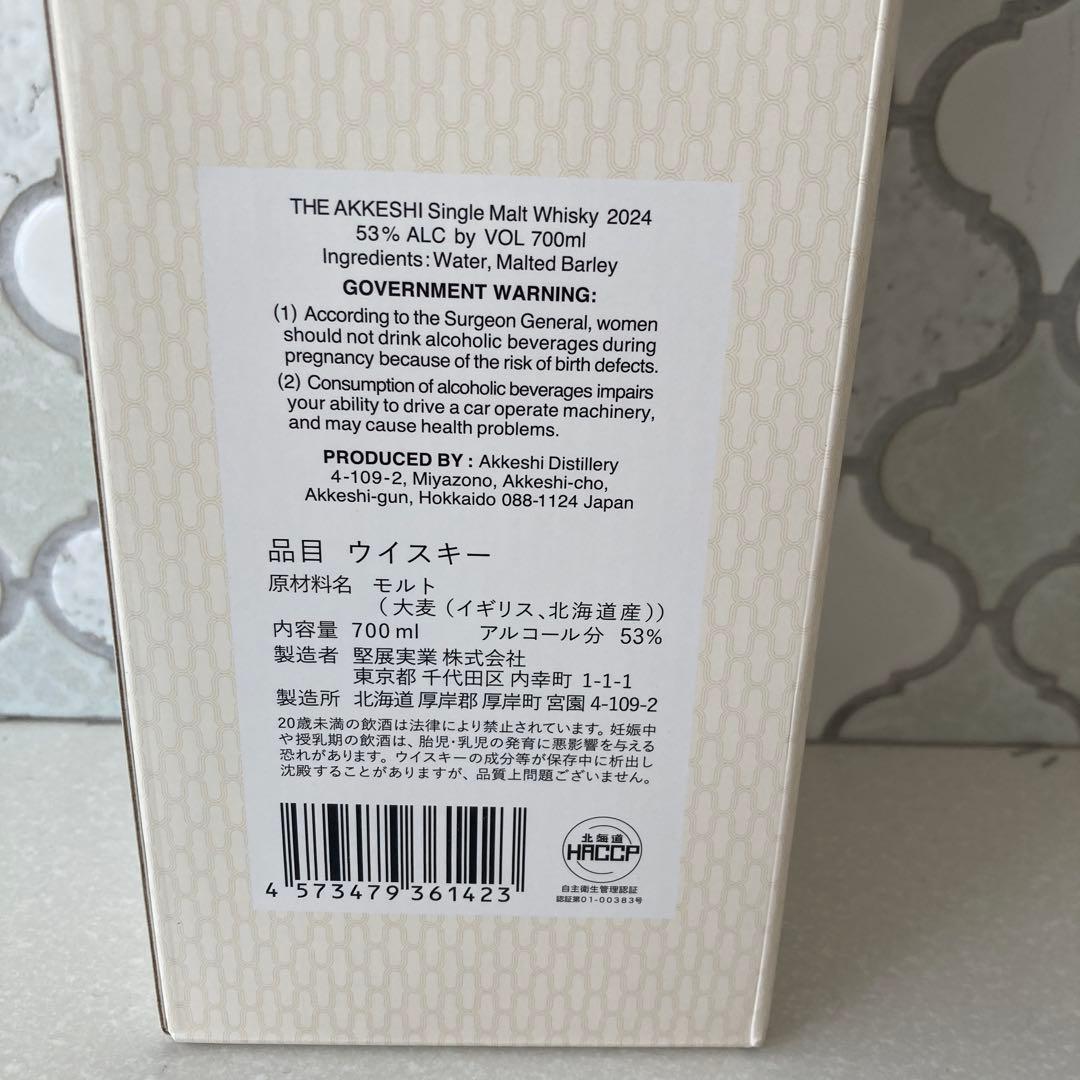 THE AKKESHI Single Malt Whisky 2024
53% ALC by VOL 700ml
Ingredients: Water, Malted Barley
GOVERNMENT WARNING:
(1) According to the Surgeon General, women
should not drink alcoholic beverages during
pregnancy because of the risk of birth defects.
(2) Consumption of alcoholic beverages impairs
your ability to drive a car operate machinery,
and may cause health problems.
PRODUCED BY : Akkeshi Distillery
4-109-2, Miyazono, Akkeshi-cho,
Akkeshi-gun, Hokkaido 088-1124 Japan
品目 ウイスキー
原材料名 モルト
(大麦(イギリス、北海道産))
内容量 700ml アルコール分 53%
製造者 堅展実業 株式会社
東京都 千代田区 内幸町 1-1-1
製造所 北海道 厚岸郡 厚岸町 宮園 4-109-2
20歳未満の飲酒は法律により禁止されています。妊娠中
や授乳期の飲酒は、胎児・乳児の発育に悪影響を与える
恐れがあります。ウイスキーの成分等が保存中に析出し
沈殿することがありますが、品質上問題ございません。
4 573479 361423
北海道
HACCP
自主衛生管理認証
認証第01-00383号